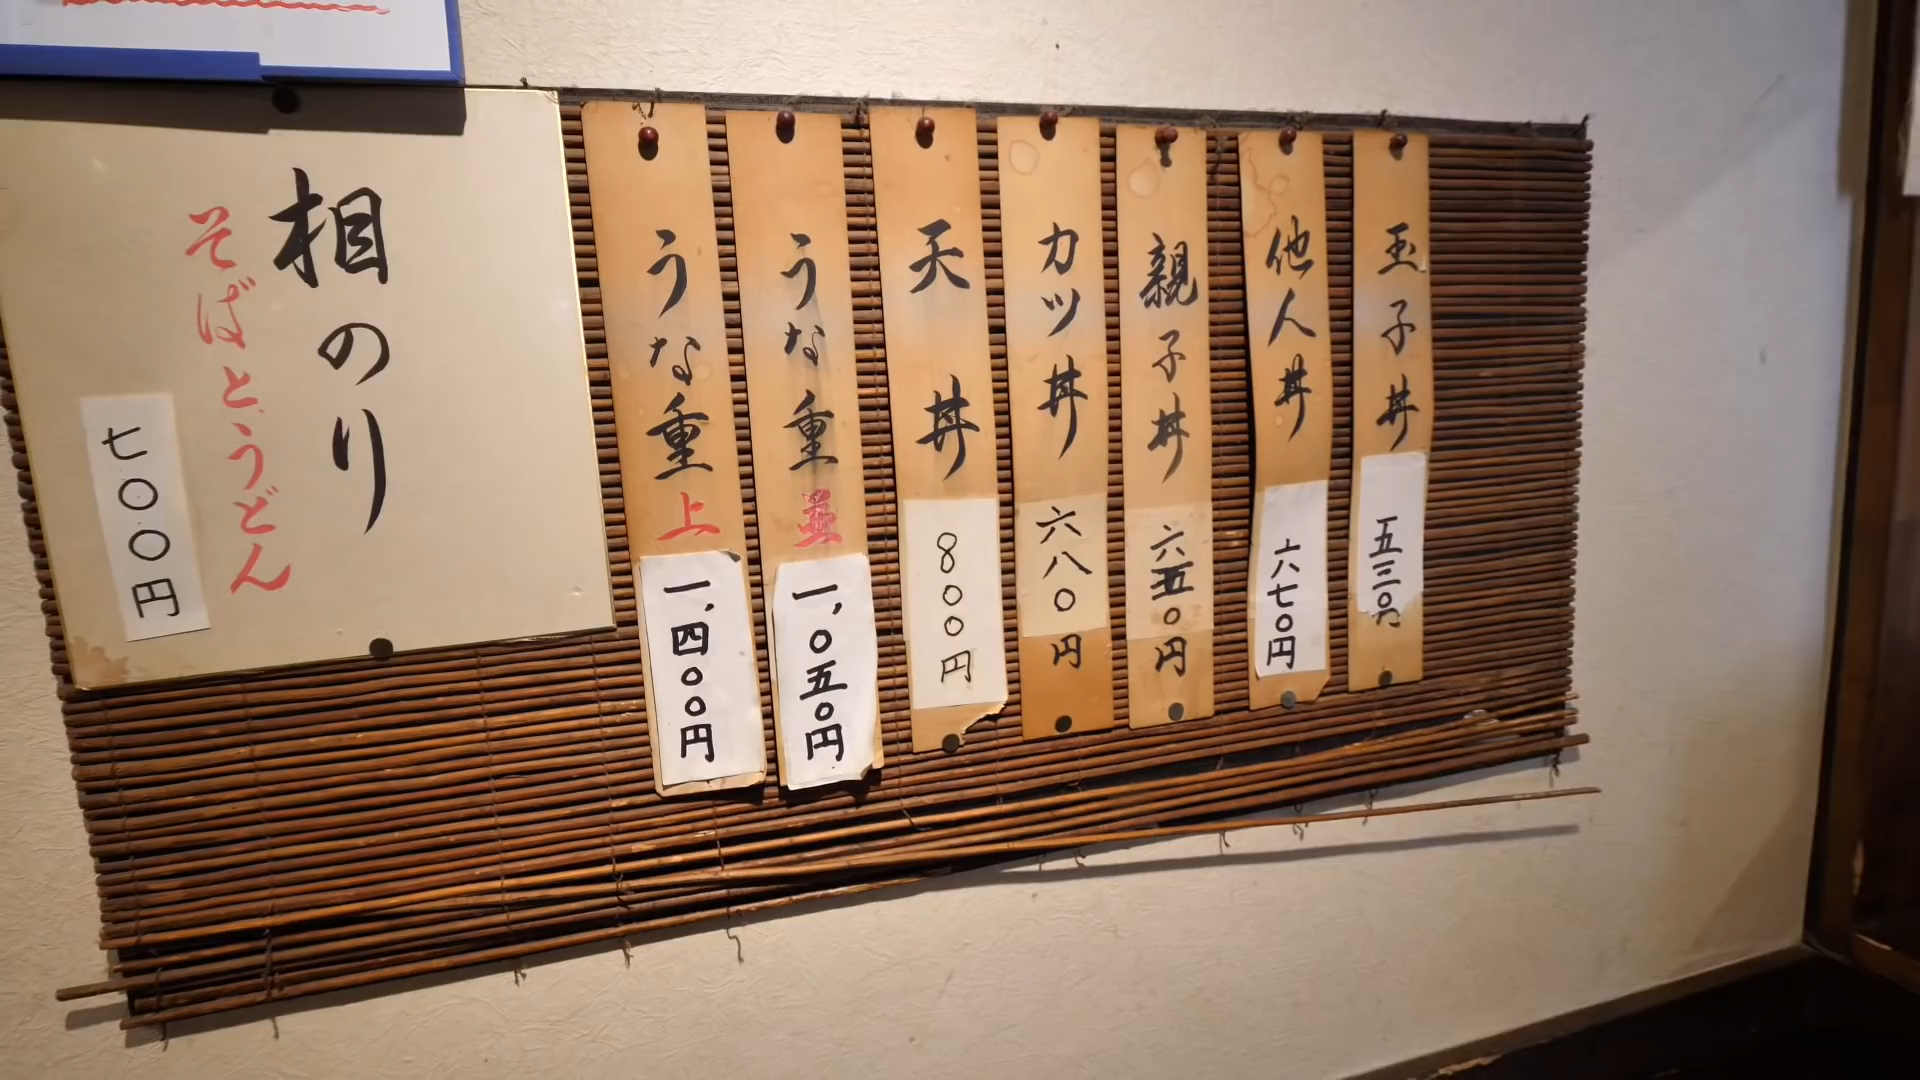 玉子丼
五三〇円
他人丼
六七〇円
親子丼
六五〇円
カツ丼
六八〇円
天丼
800円
うな重並
一,〇五〇円
うな重上
一,四〇〇円
相のり
そばとうどん
七〇〇円